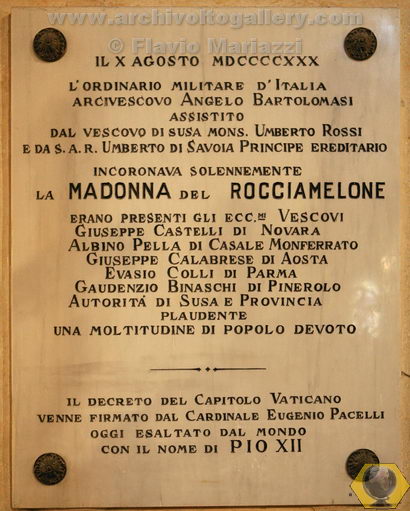 www.archivoltogallery.com
© Flavio Mariazzi
IL X AGOSTO MDCCCCXXX
L'ORDINARIO MILITARE D'ITALIA
ARCIVESCOVO ANGELO BARTOLOMASI
ASSISTITO
DAL VESCOVO DI SUSA MONS. UMBERTO ROSSI
E DA S.A.R. UMBERTO DI SAVOIA PRINCIPE EREDITARIO
INCORONAVA SOLENNEMENTE
LA MADONNA DEL ROCCIAMELONE
ERANO PRESENTI GLI ECC.MI VESCOVI
GIUSEPPE CASTELLI DI NOVARA
ALBINO PELLA DI CASALE MONFERRATO
GIUSEPPE CALABRESE DI AOSTA
EVASIO COLLI DI PARMA
GAUDENZIO BINASCHI DI PINEROLO
AUTORITÀ DI SUSA E PROVINCIA
PLAUDENTE
UNA MOLTITUDINE DI POPOLO DEVOTO
IL DECRETO DEL CAPITOLO VATICANO
VENNE FIRMATO DAL CARDINALE EUGENIO PACELLI
OGGI ESALTATO DAL MONDO
CON IL NOME DI PIO XII